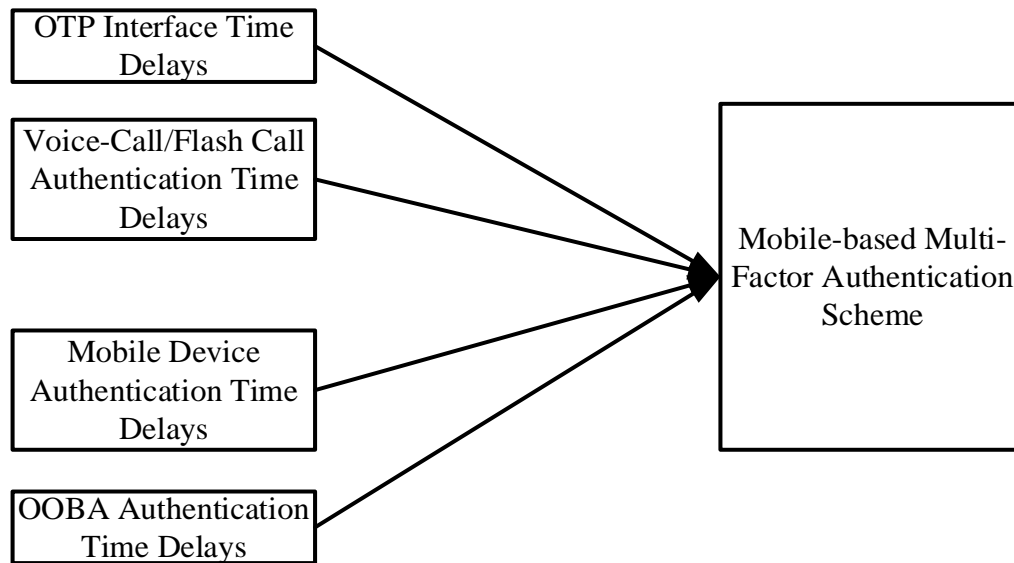 OTP Interface Time
Delays
Voice-Call/Flash Call
Authentication Time
Delays
Mobile Device
Authentication Time
Delays
OOBA Authentication
Time Delays
Mobile-based Multi-
Factor Authentication
Scheme